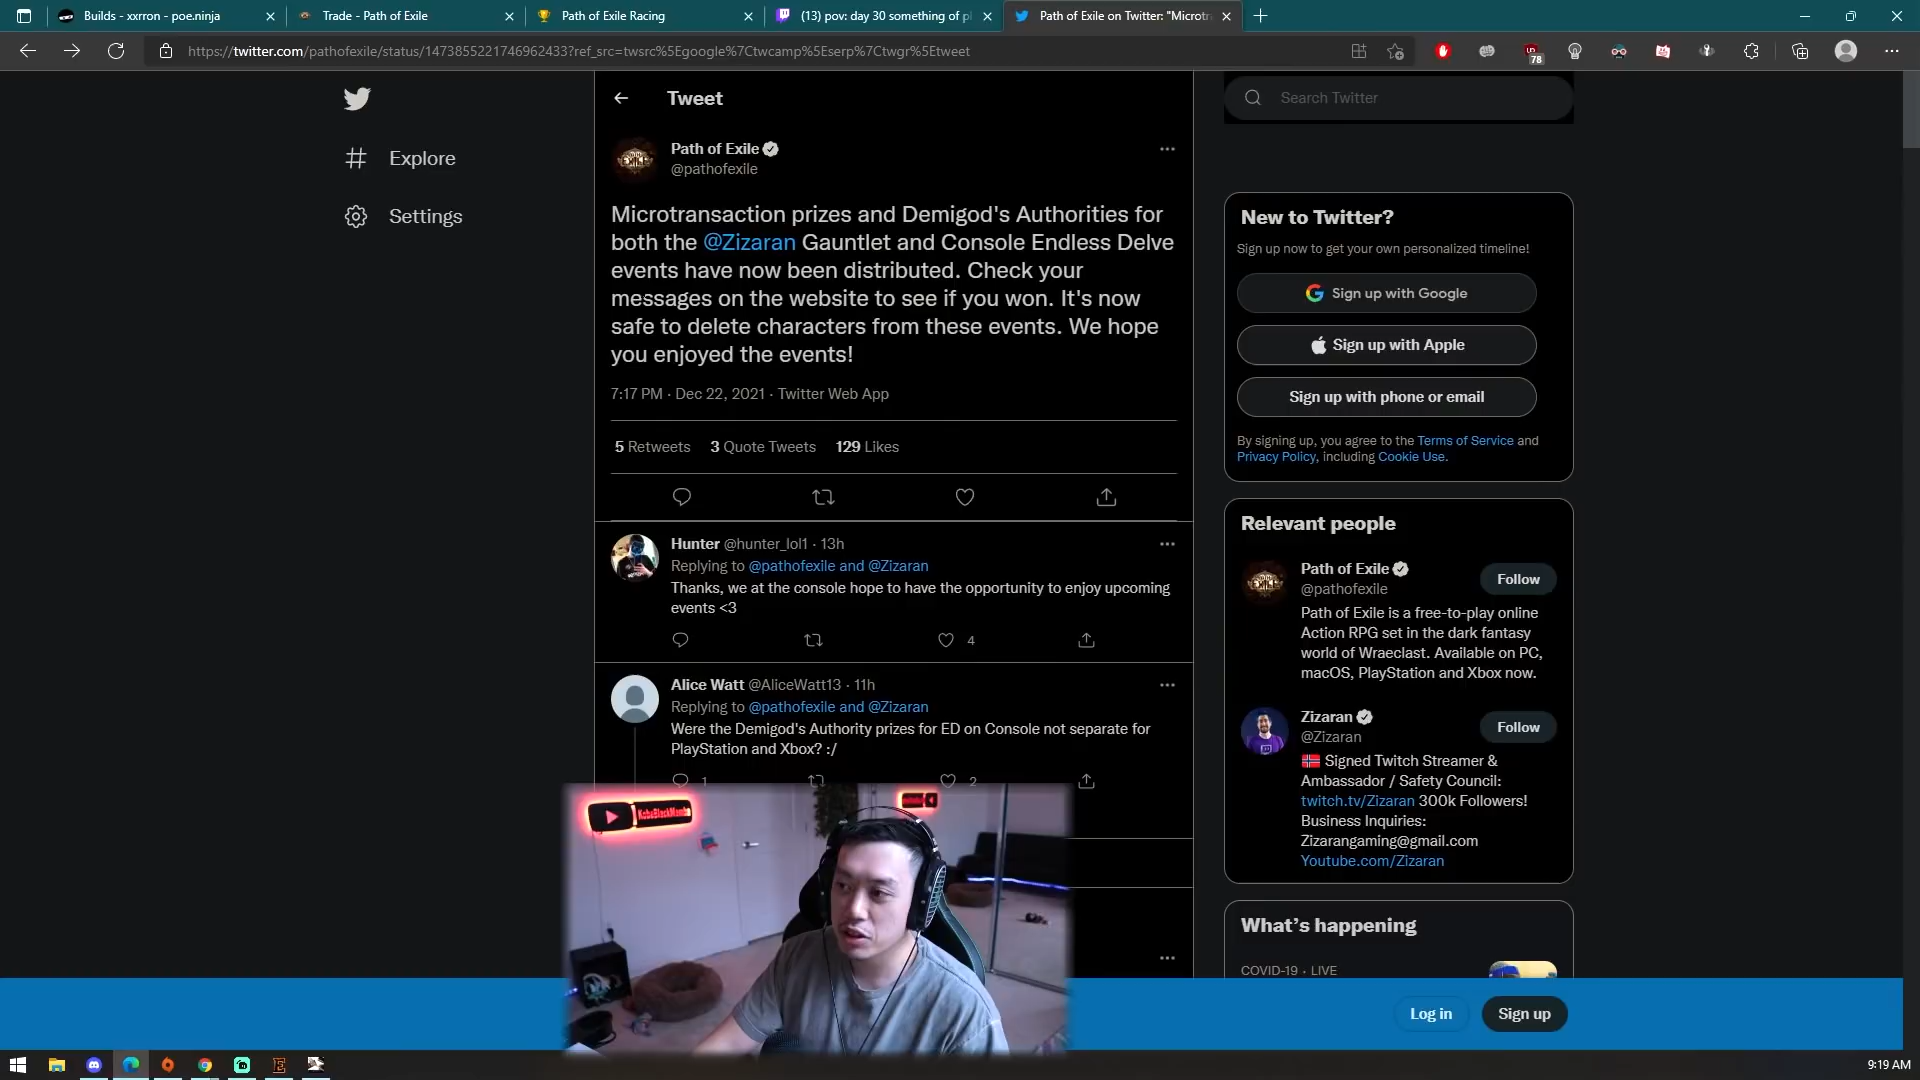 Builds - xxrron - poe.ninja
Trade - Path of Exile
Path of Exile Racing
(13) pov: day 30 something of p
Path of Exile on Twitter: "Microtr
https://twitter.com/pathofexile/status/1473855221746962433?ref_src=twsrc%5Egoogle%7Ctwcamp%5Eserp%7Ctwgr%5Etweet
78
Explore
Settings
Tweet
Path of Exile
@pathofexile
Microtransaction prizes and Demigod's Authorities for
both the @Zizaran Gauntlet and Console Endless Delve
events have now been distributed. Check your
messages on the website to see if you won. It's now
safe to delete characters from these events. We hope
you enjoyed the events!
7:17 PM · Dec 22, 2021 · Twitter Web App
5 Retweets 3 Quote Tweets 129 Likes
Hunter @hunter_lol1 · 13h
Replying to @pathofexile and @Zizaran
Thanks, we at the console hope to have the opportunity to enjoy upcoming
events <3
4
Alice Watt @AliceWatt13 · 11h
Replying to @pathofexile and @Zizaran
Were the Demigod's Authority prizes for ED on Console not separate for
PlayStation and Xbox? :/
1
2
KobeBlackMamba
Search Twitter
New to Twitter?
Sign up now to get your own personalized timeline!
Sign up with Google
Sign up with Apple
Sign up with phone or email
By signing up, you agree to the Terms of Service and
Privacy Policy, including Cookie Use.
Relevant people
Path of Exile
@pathofexile
Follow
Path of Exile is a free-to-play online
Action RPG set in the dark fantasy
world of Wraeclast. Available on PC,
macOS, PlayStation and Xbox now.
Zizaran
@Zizaran
Follow
Signed Twitch Streamer &
Ambassador / Safety Council:
twitch.tv/Zizaran 300k Followers!
Business Inquiries:
Zizarangaming@gmail.com
Youtube.com/Zizaran
What's happening
COVID-19 · LIVE
Log in
Sign up
9:19 AM